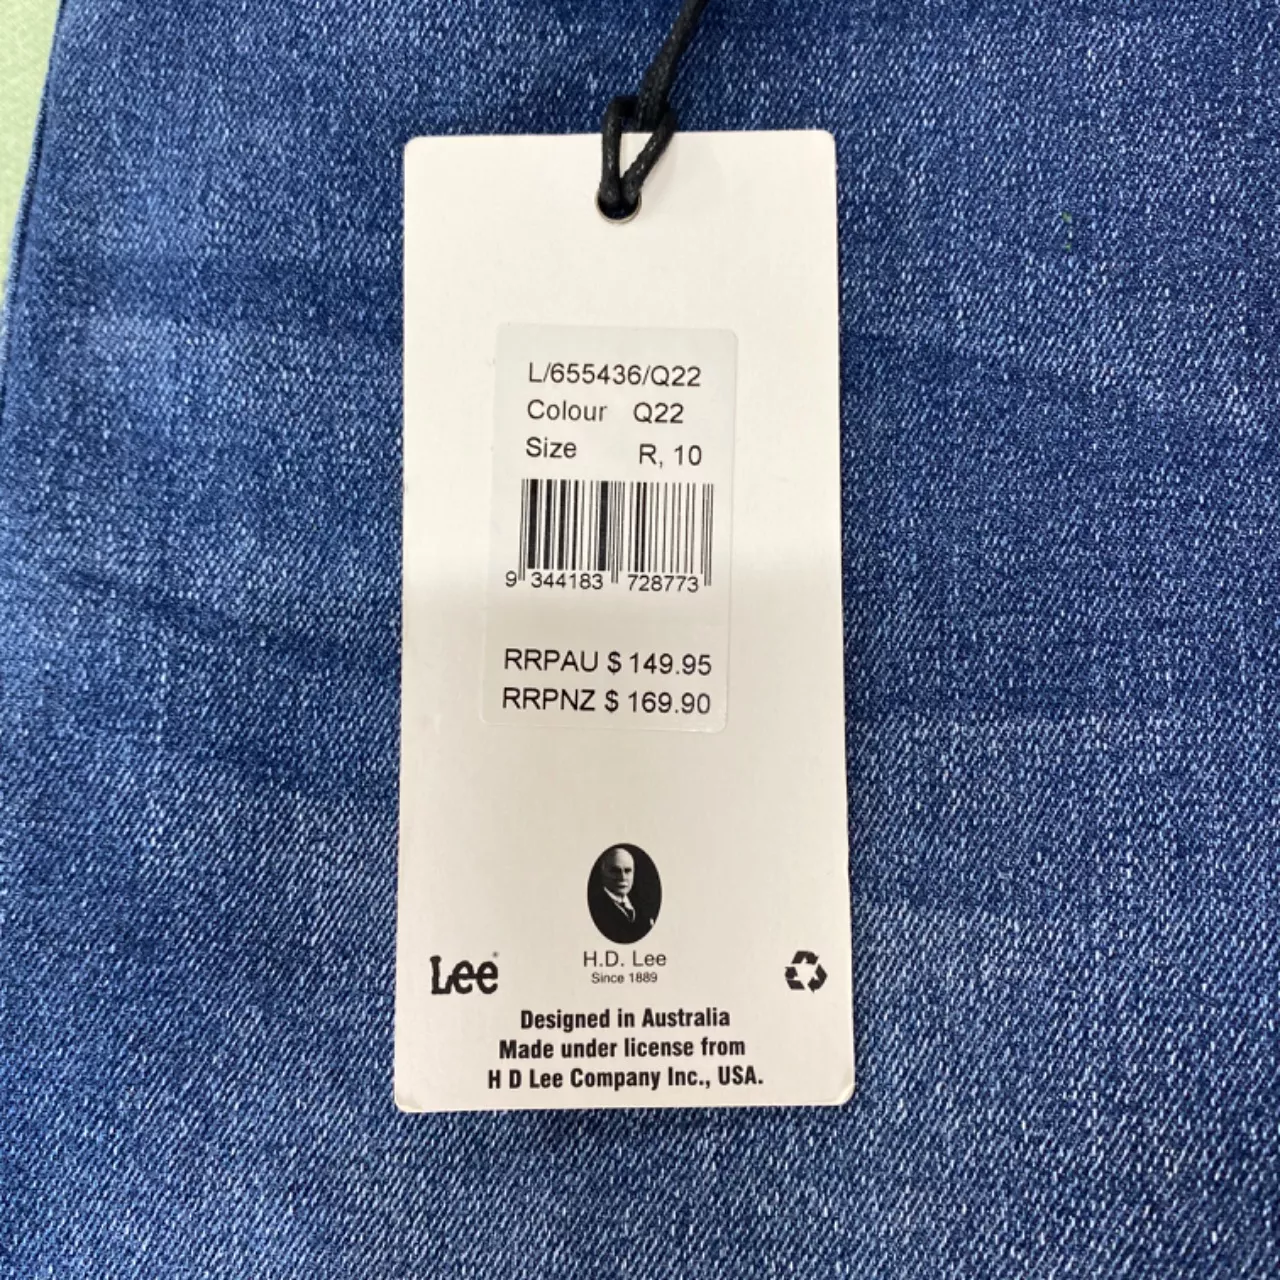 L/655436/Q22
Colour Q22
Size R, 10
9 344183 728773
RRPAU $ 149.95
RRPNZ $ 169.90
H.D. Lee
Since 1889
Lee®
Designed in Australia
Made under license from
H D Lee Company Inc., USA.